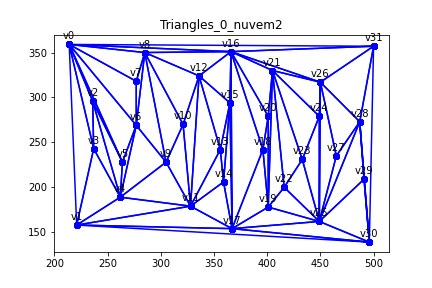 Triangles_0_nuvem2
v0 v8 v16 v31
350 v7 v12 v21 v26
300 v2 v15 v20 v24 v28
250 v3 v6 v10 v13 v18 v23 v27
v5 v9 v14 v22 v29
200 v4 v11 v19
150 v1 v17 v25 v30
200 250 300 350 400 450 500